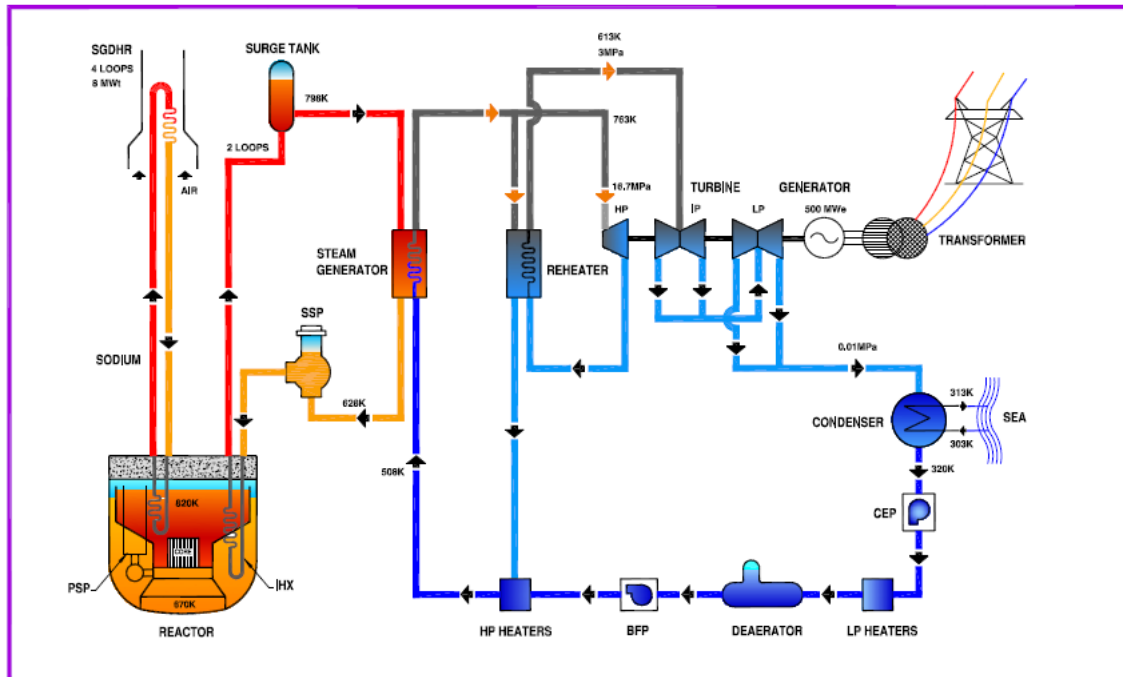 SGDHR
4 LOOPS
8 MWt
SURGE TANK
798K
2 LOOPS
AIR
613K
3MPa
763K
16.7MPa
TURBINE
HP
IP
LP
GENERATOR
500 MWe
TRANSFORMER
STEAM
GENERATOR
REHEATER
SSP
SODIUM
628K
508K
0.01MPa
313K
SEA
CONDENSER
303K
320K
CEP
820K
CORE
PSP
IHX
670K
REACTOR
HP HEATERS
BFP
DEAERATOR
LP HEATERS